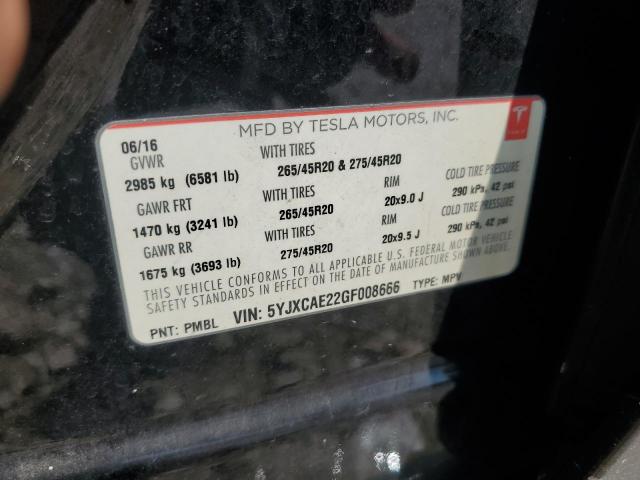 MFD BY TESLA MOTORS, INC.
TESLA
06/16
GVWR WITH TIRES
2985 kg (6581 lb) 265/45R20 & 275/45R20
GAWR FRT WITH TIRES RIM COLD TIRE PRESSURE
1470 kg (3241 lb) 265/45R20 20x9.0 J 290 kPa, 42 psi
GAWR RR WITH TIRES RIM COLD TIRE PRESSURE
1675 kg (3693 lb) 275/45R20 20x9.5 J 290 kPa, 42 psi
THIS VEHICLE CONFORMS TO ALL APPLICABLE U.S. FEDERAL MOTOR VEHICLE
SAFETY STANDARDS IN EFFECT ON THE DATE OF MANUFACTURE SHOWN ABOVE.
PNT: PMBL VIN: 5YJXCAE22GF008666 TYPE: MPV